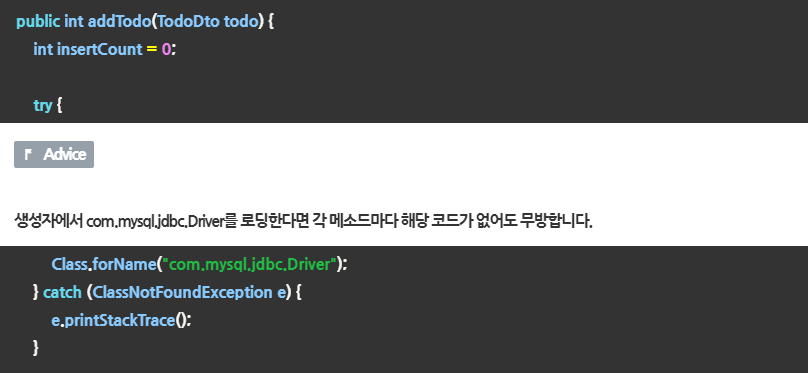 public int addTodo(TodoDto todo) {
int insertCount = 0;
try {
Advice
생성자에서 com.mysql.jdbc.Driver를 로딩한다면 각 메소드마다 해당 코드가 없어도 무방합니다.
Class.forName("com.mysql.jdbc.Driver");
} catch (ClassNotFoundException e) {
e.printStackTrace();
}